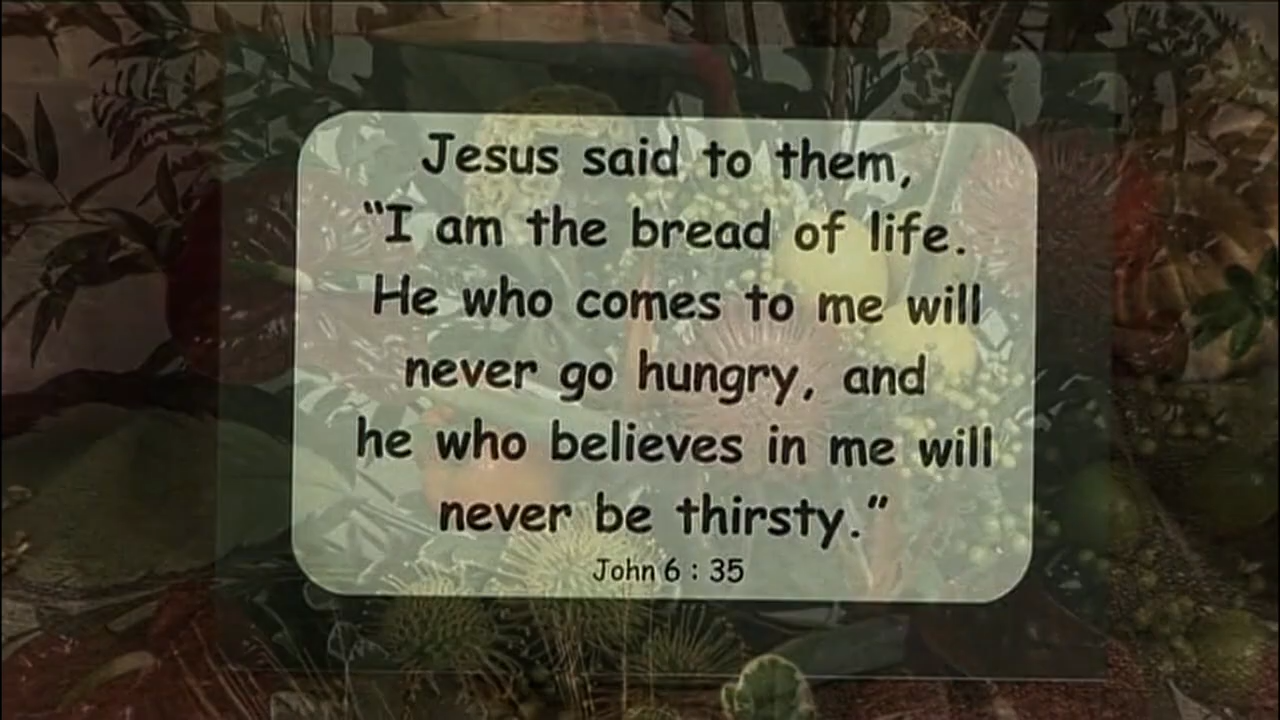 Jesus said to them,
“I am the bread of life.
He who comes to me will
never go hungry, and
he who believes in me will
never be thirsty.”
John 6 : 35